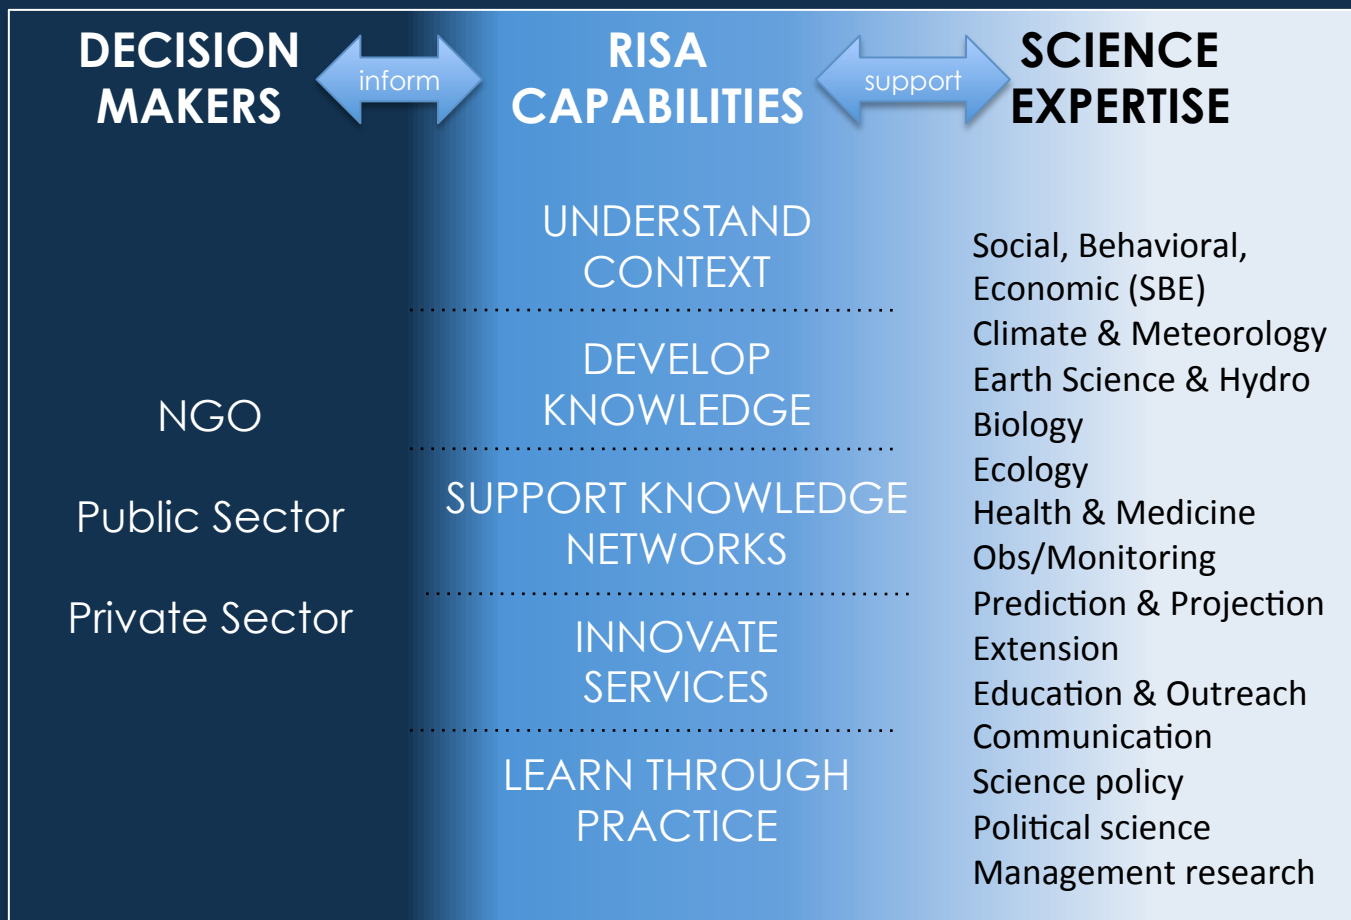 DECISION
MAKERS
inform
RISA
CAPABILITIES
support
SCIENCE
EXPERTISE
NGO
Public Sector
Private Sector
UNDERSTAND
CONTEXT
DEVELOP
KNOWLEDGE
SUPPORT KNOWLEDGE
NETWORKS
INNOVATE
SERVICES
LEARN THROUGH
PRACTICE
Social, Behavioral,
Economic (SBE)
Climate & Meteorology
Earth Science & Hydro
Biology
Ecology
Health & Medicine
Obs/Monitoring
Prediction & Projection
Extension
Education & Outreach
Communication
Science policy
Political science
Management research